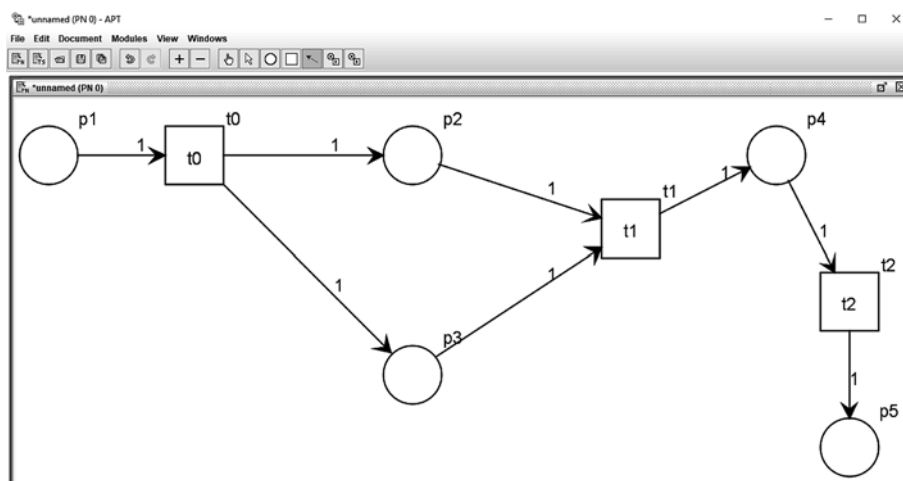 *unnamed (PN 0) - APT
File Edit Document Modules View Windows
*unnamed (PN 0)
p1 t0 p2 p4
1 t0 1
1 t1 1
t1 1
1 1 t2
p3 t2
1
p5